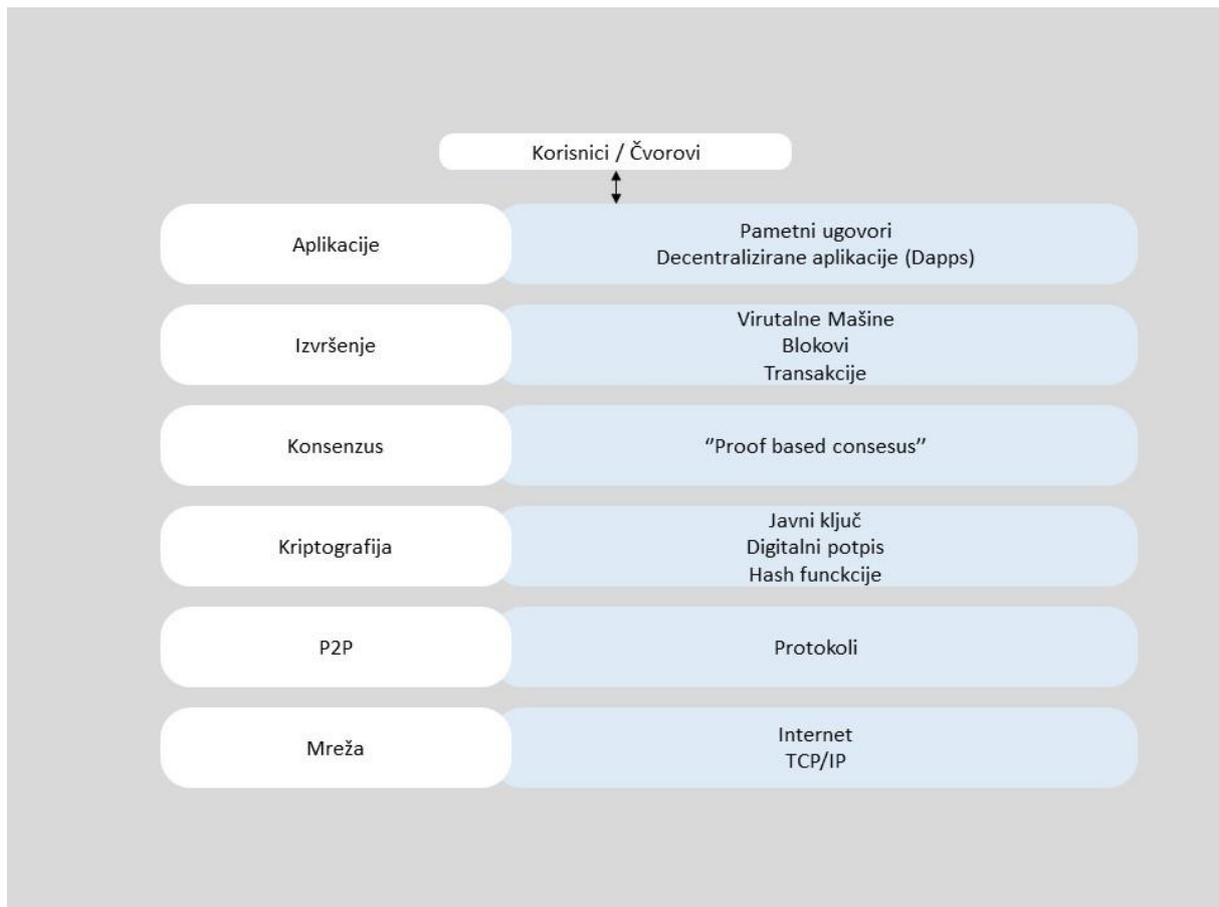 Korisnici / Čvorovi
Aplikacije
Pametni ugovori
Decentralizirane aplikacije (Dapps)
Izvršenje
Virutalne Mašine
Blokovi
Transakcije
Konsenzus
‘’Proof based consesus’’
Kriptografija
Javni ključ
Digitalni potpis
Hash funckcije
P2P
Protokoli
Mreža
Internet
TCP/IP